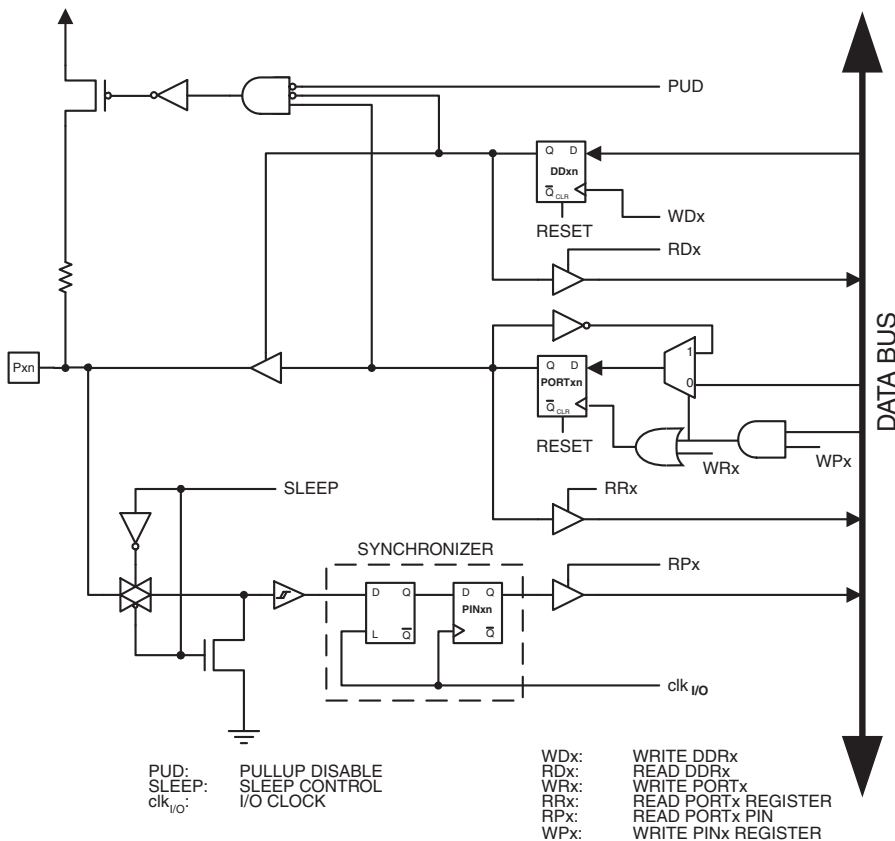 PUD
Q D
DDxn
Q CLR
WDx
RESET
RDx
DATA BUS
1
Pxn
Q D
PORTxn
0
Q CLR
RESET
WRx
WPx
SLEEP
RRx
SYNCHRONIZER
RPx
D Q
L Q
D Q
PINxn
Q
clk I/O
PUD: PULLUP DISABLE
SLEEP: SLEEP CONTROL
clkI/O: I/O CLOCK
WDx: WRITE DDRx
RDx: READ DDRx
WRx: WRITE PORTx
RRx: READ PORTx REGISTER
RPx: READ PORTx PIN
WPx: WRITE PINx REGISTER